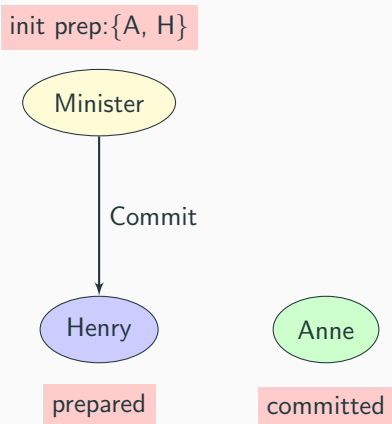 init prep:{A, H}
Minister
Commit
Henry
Anne
prepared
committed